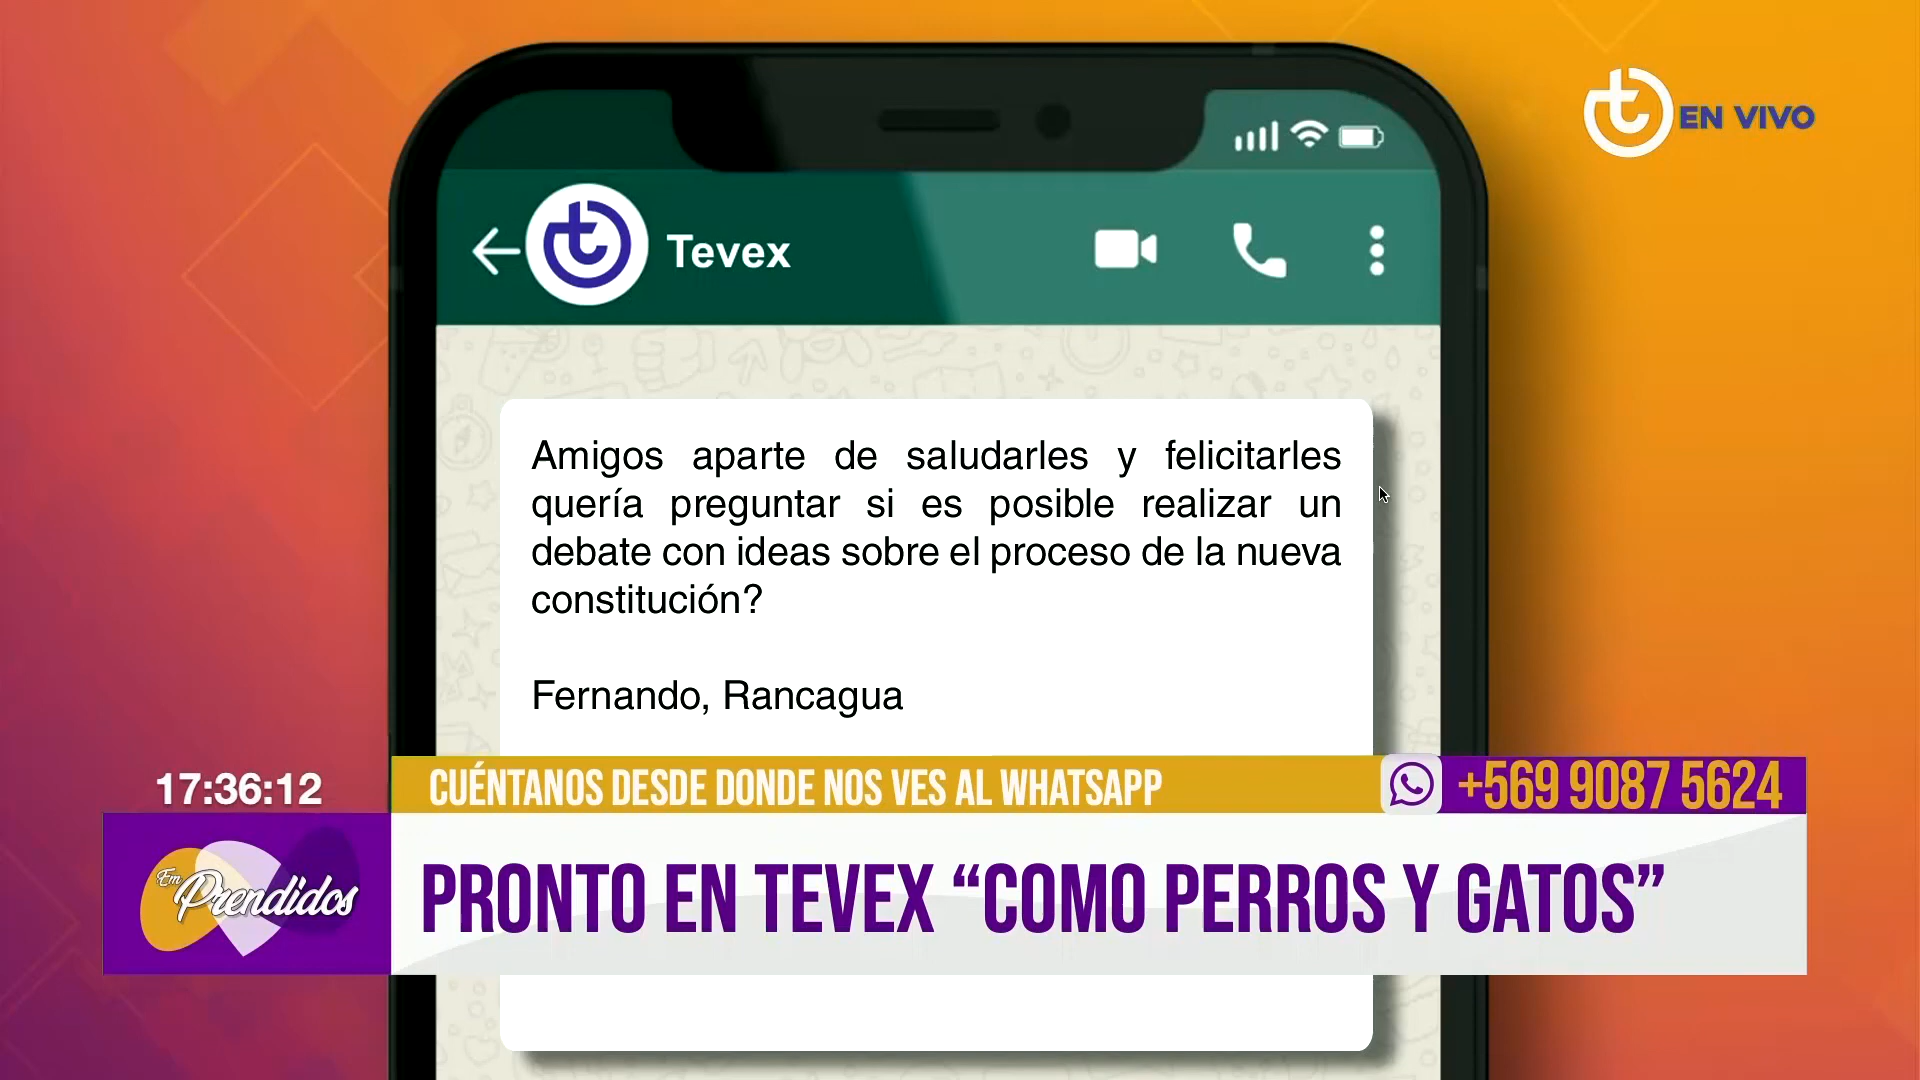 EN VIVO
Tevex
Amigos aparte de saludarles y felicitarles
quería preguntar si es posible realizar un
debate con ideas sobre el proceso de la nueva
constitución?
Fernando, Rancagua
17:36:12
CUÉNTANOS DESDE DONDE NOS VES AL WHATSAPP
+569 9087 5624
Em
Prendidos
PRONTO EN TEVEX “COMO PERROS Y GATOS”